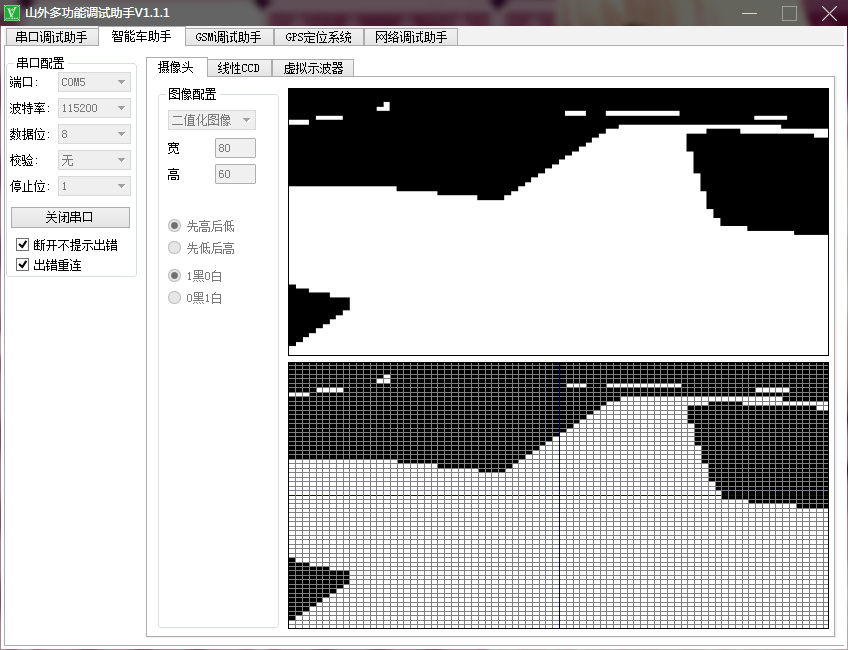 山外多功能调试助手V1.1.1
串口调试助手 智能车助手 GSM调试助手 GPS定位系统 网络调试助手
串口配置
端口: COM5
波特率: 115200
数据位: 8
校验: 无
停止位: 1
关闭串口
断开不提示出错
出错重连
摄像头 线性CCD 虚拟示波器
图像配置
二值化图像
宽 80
高 60
先高后低
先低后高
1黑0白
0黑1白